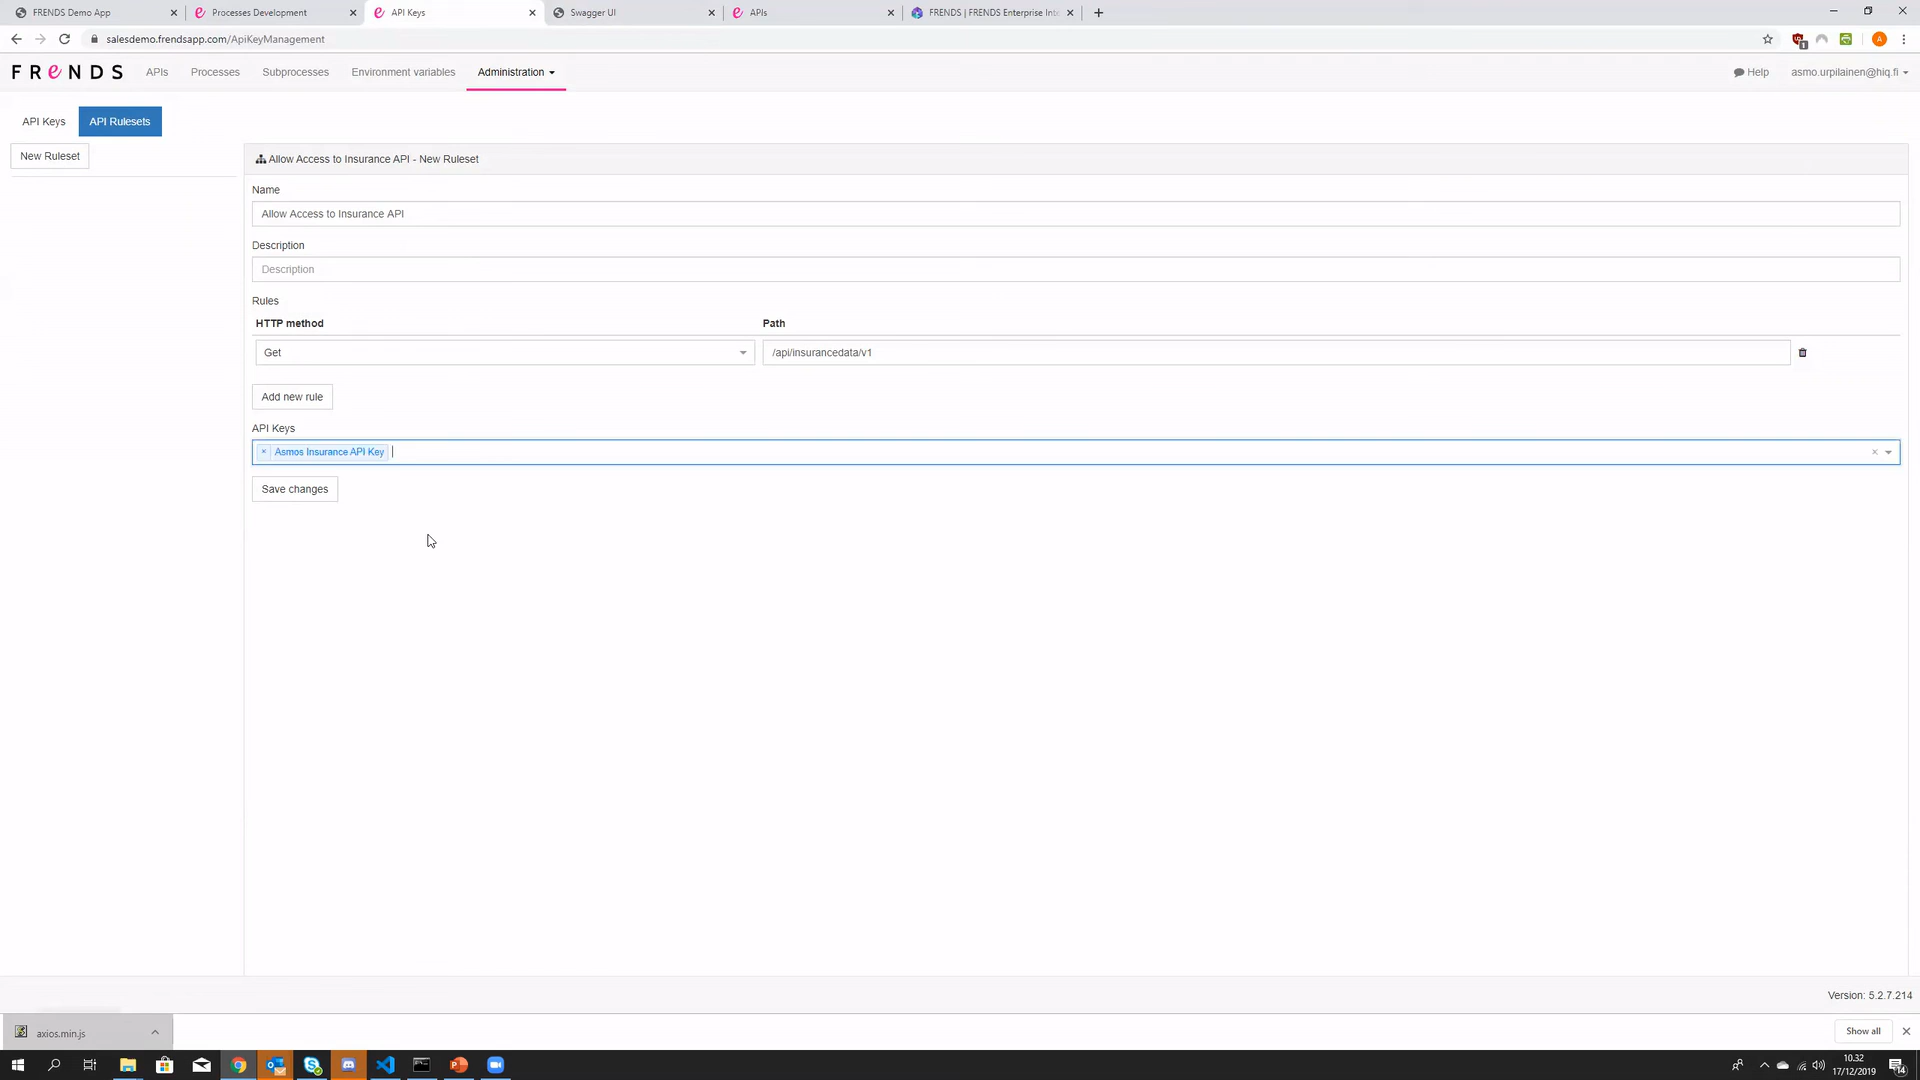 FRENDS Demo App
Processes Development
API Keys
Swagger UI
APIs
FRENDS | FRENDS Enterprise Inte
salesdemo.frendsapp.com/ApiKeyManagement
FReNDS
APIs
Processes
Subprocesses
Environment variables
Administration
Help
asmo.urpilainen@hiq.fi
API Keys
API Rulesets
New Ruleset
Allow Access to Insurance API - New Ruleset
Name
Allow Access to Insurance API
Description
Description
Rules
HTTP method
Path
Get
/api/insurancedata/v1
Add new rule
API Keys
× Asmos Insurance API Key
Save changes
Version: 5.2.7.214
axios.min.js
Show all
10.32
17/12/2019
14